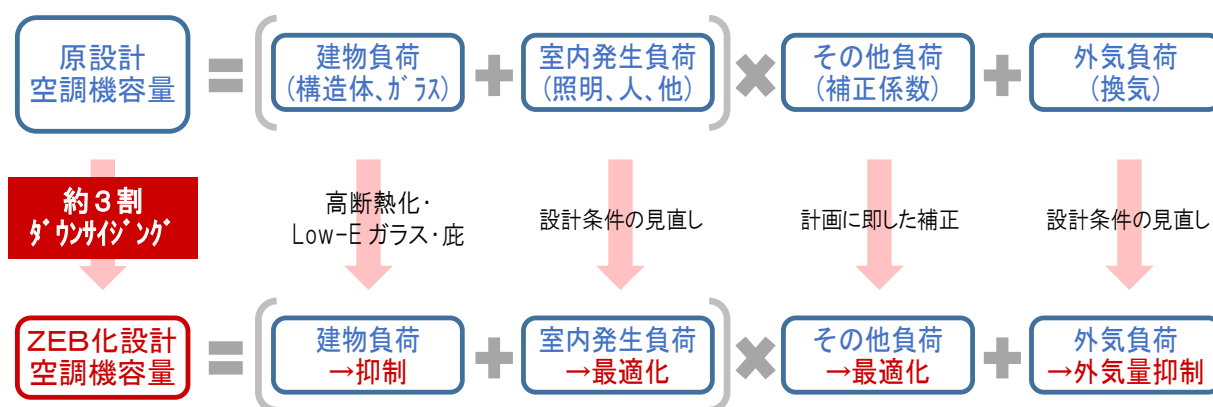 原設計
空調機容量
=
(
建物負荷
(構造体、ｶﾞﾗｽ)
+
室内発生負荷
(照明、人、他)
)
×
その他負荷
(補正係数)
+
外気負荷
(換気)
約３割
ﾀﾞｳﾝｻｲｼﾞﾝｸﾞ
高断熱化・
Low-E ガラス・庇
設計条件の見直し
計画に即した補正
設計条件の見直し
ＺＥＢ化設計
空調機容量
=
(
建物負荷
→抑制
+
室内発生負荷
→最適化
)
×
その他負荷
→最適化
+
外気負荷
→外気量抑制